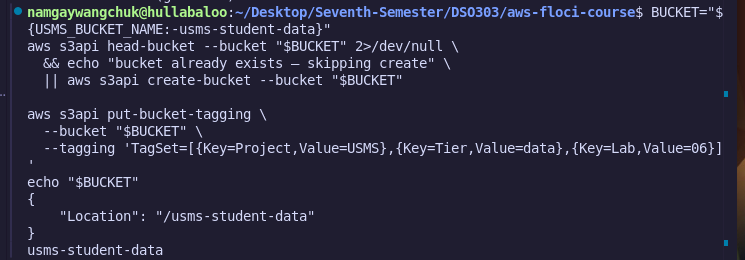 namgaywangchuk@hullabaloo:~/Desktop/Seventh-Semester/DSO303/aws-floci-course$ BUCKET="$
{USMS_BUCKET_NAME:-usms-student-data}"
aws s3api head-bucket --bucket "$BUCKET" 2>/dev/null \
  && echo "bucket already exists — skipping create" \
  || aws s3api create-bucket --bucket "$BUCKET"

aws s3api put-bucket-tagging \
  --bucket "$BUCKET" \
  --tagging 'TagSet=[{Key=Project,Value=USMS},{Key=Tier,Value=data},{Key=Lab,Value=06}]
'
echo "$BUCKET"
{
    "Location": "/usms-student-data"
}
usms-student-data